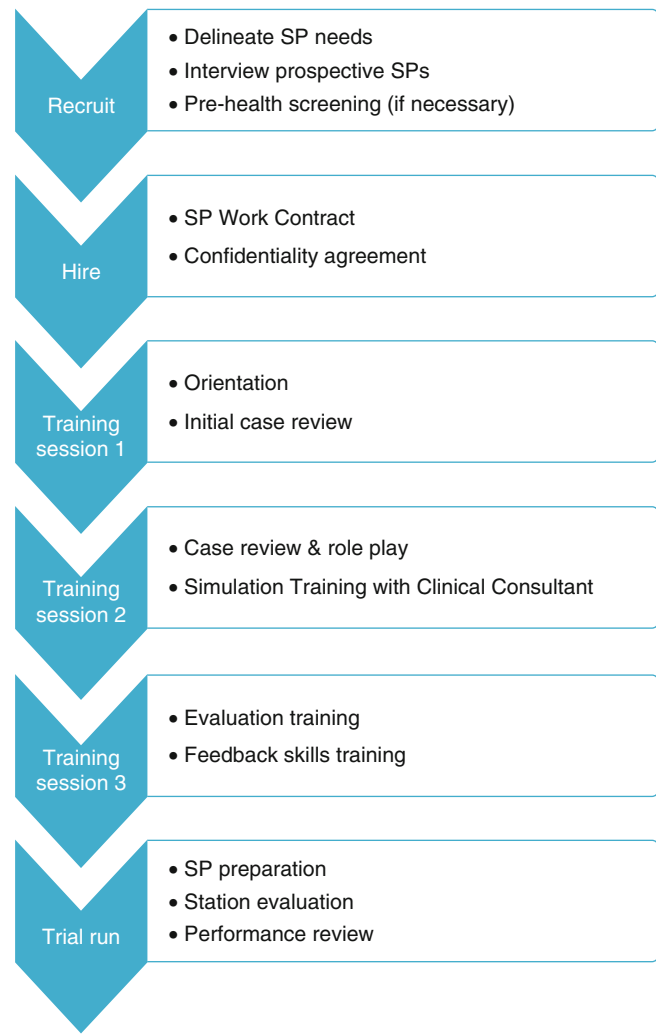 Recruit
• Delineate SP needs
• Interview prospective SPs
• Pre-health screening (if necessary)
Hire
• SP Work Contract
• Confidentiality agreement
Training
session 1
• Orientation
• Initial case review
Training
session 2
• Case review & role play
• Simulation Training with Clinical Consultant
Training
session 3
• Evaluation training
• Feedback skills training
Trial run
• SP preparation
• Station evaluation
• Performance review